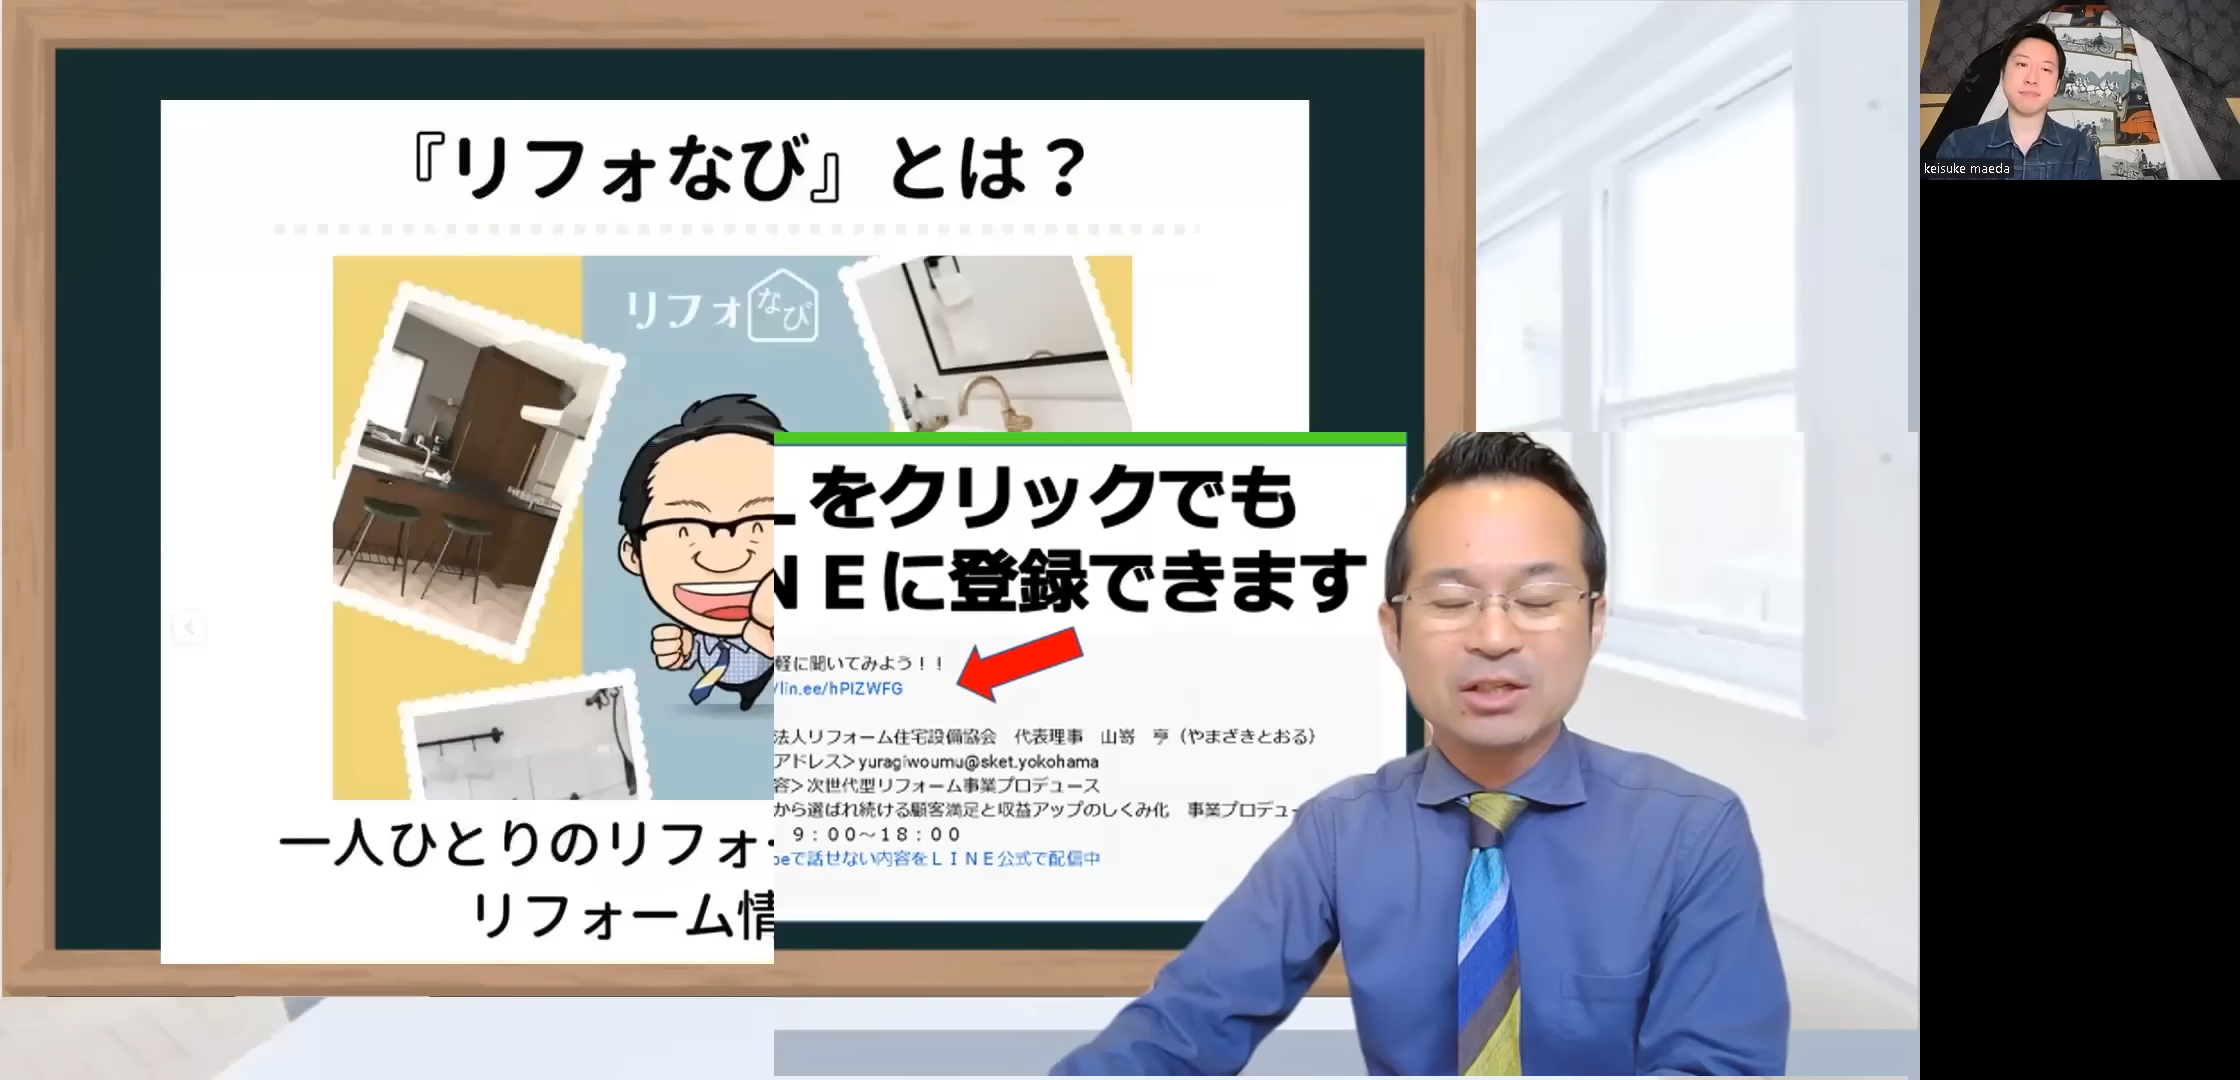 『リフォなび』とは？
リフォなび
一人ひとりのリフォ
リフォーム情
をクリックでも
ＮＥに登録できます
軽に聞いてみよう！！
/lin.ee/hPIZWFG
法人リフォーム住宅設備協会　代表理事　山嵜　亨（やまざきとおる）
アドレス＞yuragiwoumu@sket.yokohama
容＞次世代型リフォーム事業プロデュース
から選ばれ続ける顧客満足と収益アップのしくみ化　事業プロデュー
９：００～１８：００
beで話せない内容をＬＩＮＥ公式で配信中
keisuke maeda